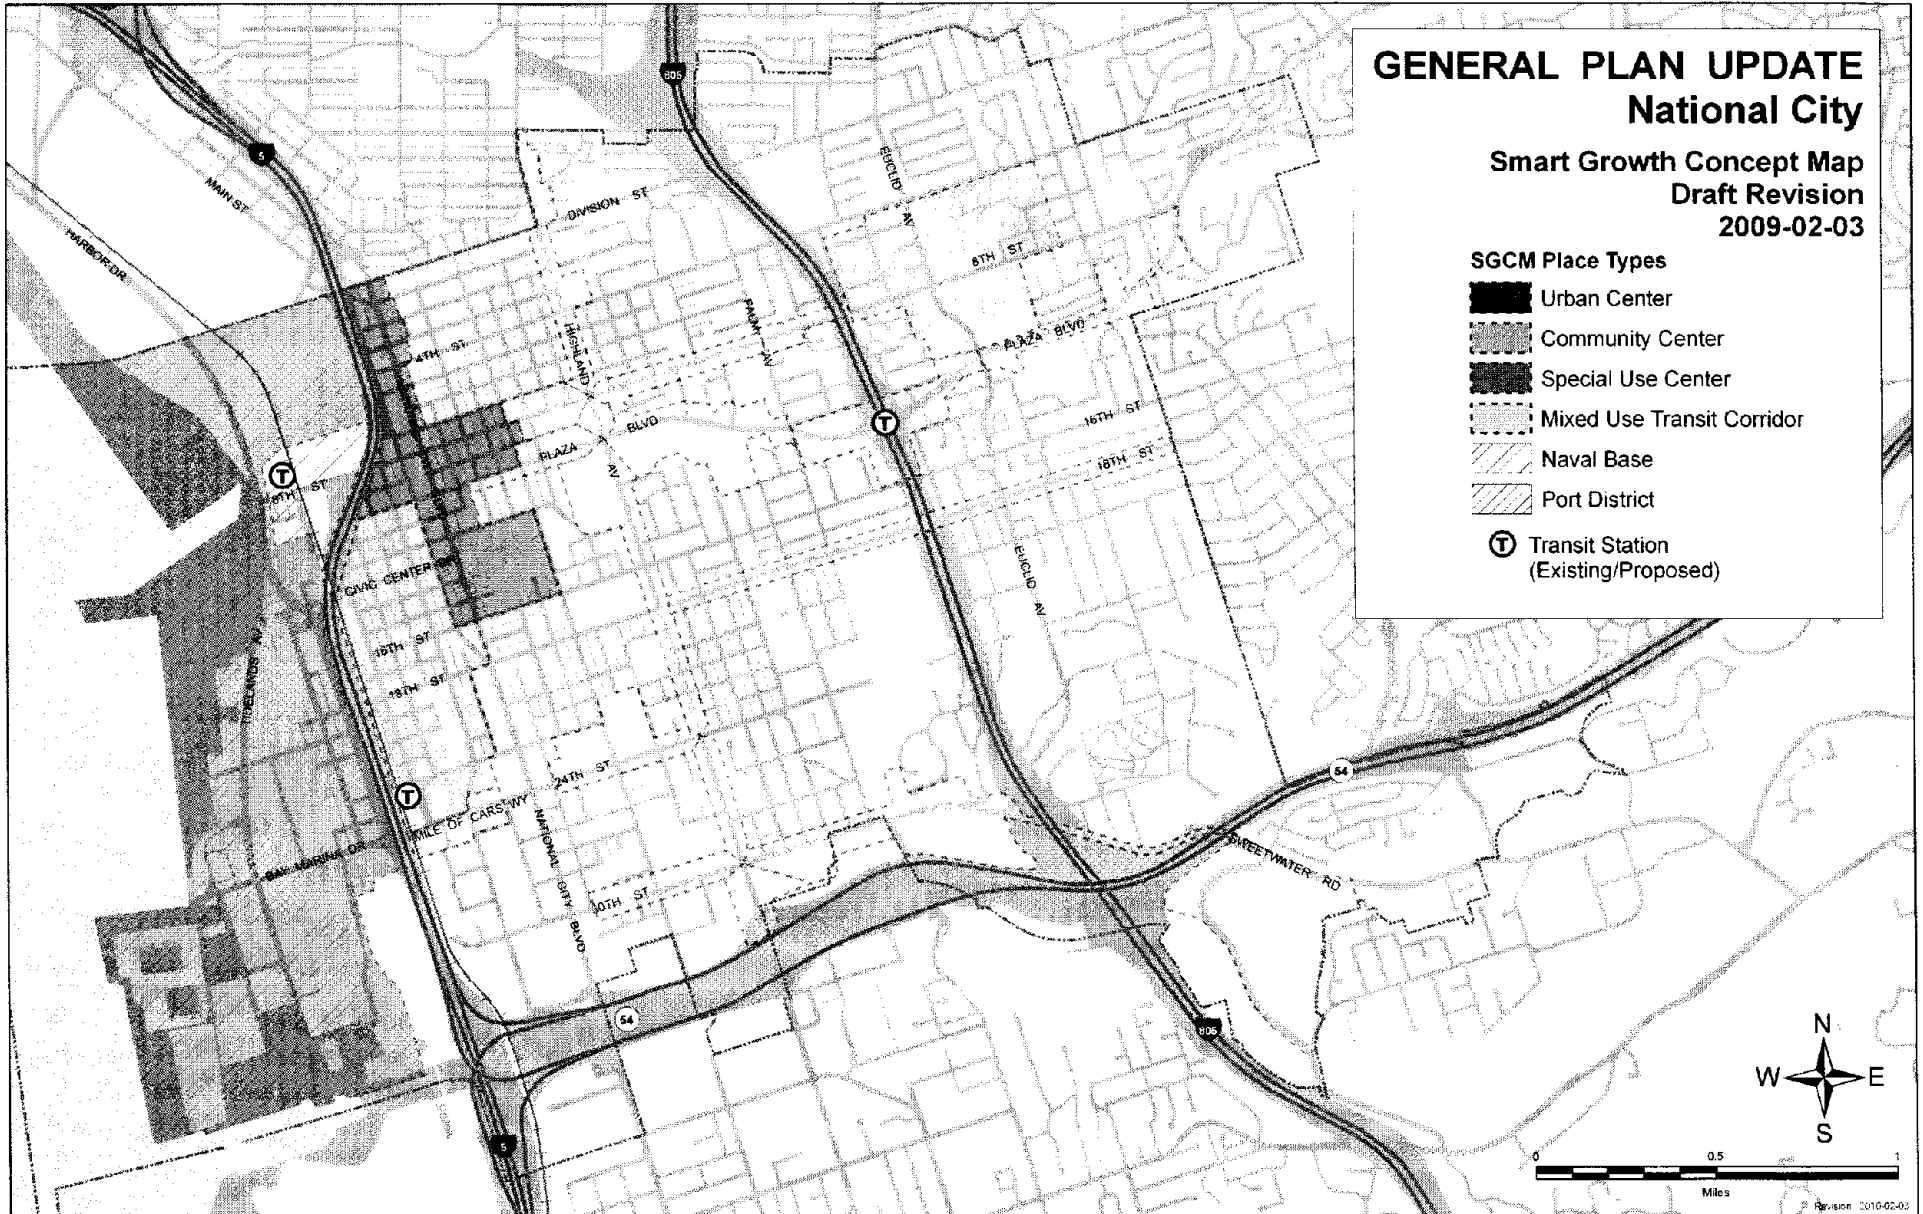 GENERAL PLAN UPDATE
National City
Smart Growth Concept Map
Draft Revision
2009-02-03
SGCM Place Types
Urban Center
Community Center
Special Use Center
Mixed Use Transit Corridor
Naval Base
Port District
T Transit Station
(Existing/Proposed)
805
5
MAIN ST
HARBOR DR
DIVISION ST
EUCLID AV
8TH ST
4TH ST
HIGHLAND AV
PALM AV
PLAZA BLVD
PLAZA BLVD
T
16TH ST
18TH ST
T
8TH ST
CIVIC CENTER DR
EUCLID AV
16TH ST
18TH ST
TIDELANDS AV
24TH ST
T
MILE OF CARS WY
BAY MARINA DR
NATIONAL CITY BLVD
54
SWEETWATER RD
54
805
5
N
W E
S
0 0.5 1
Miles